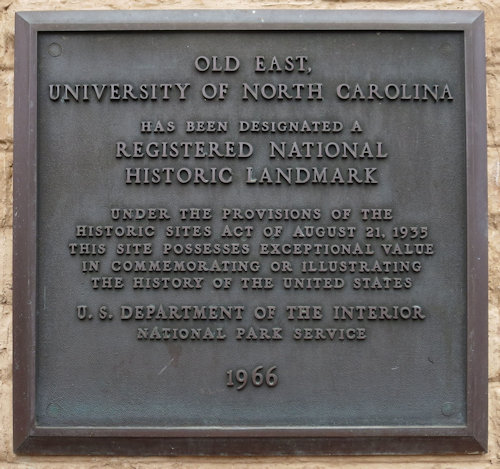 OLD EAST,
UNIVERSITY OF NORTH CAROLINA
HAS BEEN DESIGNATED A
REGISTERED NATIONAL
HISTORIC LANDMARK
UNDER THE PROVISIONS OF THE
HISTORIC SITES ACT OF AUGUST 21, 1935
THIS SITE POSSESSES EXCEPTIONAL VALUE
IN COMMEMORATING OR ILLUSTRATING
THE HISTORY OF THE UNITED STATES
U. S. DEPARTMENT OF THE INTERIOR
NATIONAL PARK SERVICE
1966